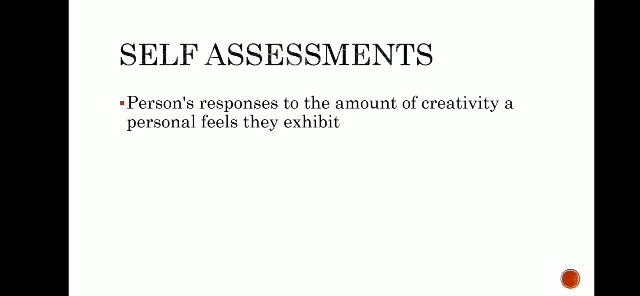 SELF ASSESSMENTS
▪Person's responses to the amount of creativity a
personal feels they exhibit